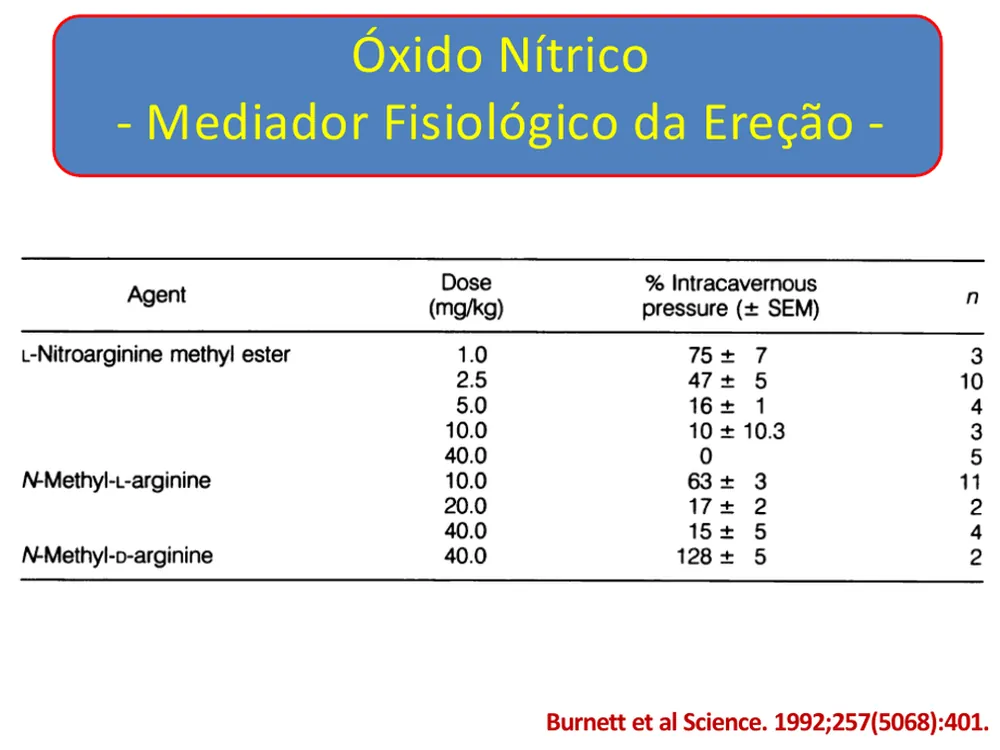 Óxido Nítrico
- Mediador Fisiológico da Ereção -
Agent Dose (mg/kg) % Intracavernous pressure (± SEM) n
L-Nitroarginine methyl ester 1.0 75 ± 7 3
2.5 47 ± 5 10
5.0 16 ± 1 4
10.0 10 ± 10.3 3
40.0 0 5
N-Methyl-L-arginine 10.0 63 ± 3 11
20.0 17 ± 2 2
40.0 15 ± 5 4
N-Methyl-D-arginine 40.0 128 ± 5 2
Burnett et al Science. 1992;257(5068):401.